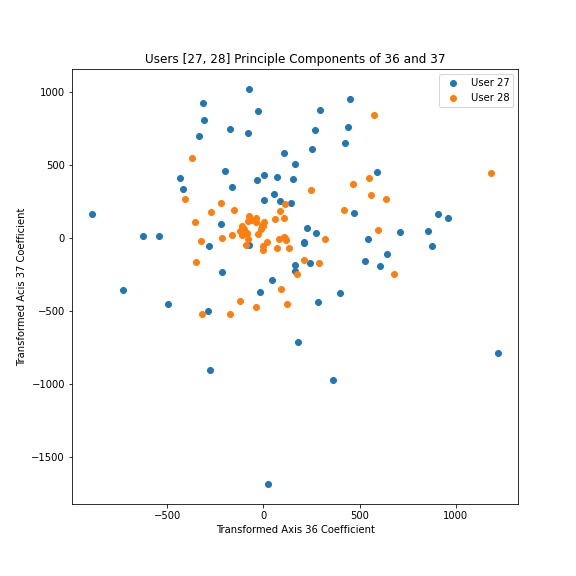 Users [27, 28] Principle Components of 36 and 37
User 27
User 28
1000
500
0
−500
−1000
−1500
Transformed Acis 37 Coefficient
−500 0 500 1000
Transformed Axis 36 Coefficient